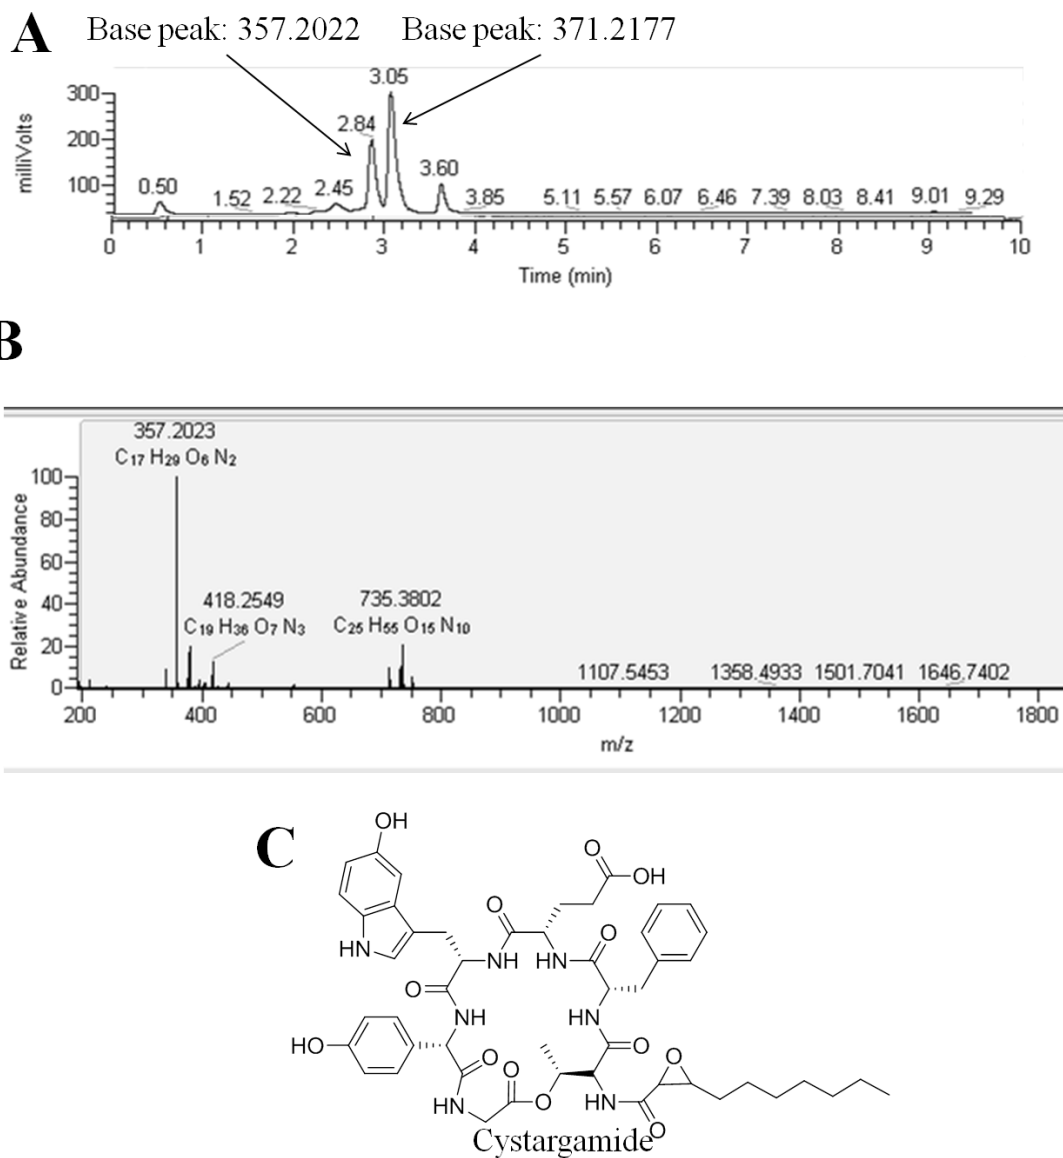 A
Base peak: 357.2022 Base peak: 371.2177
3.05
300
2.84
200
3.60
100
0.50
1.52 2.22 2.45 3.85 5.11 5.57 6.07 6.46 7.39 8.03 8.41 9.01 9.29
milliVolts
0 1 2 3 4 5 6 7 8 9 10
Time (min)
B
357.2023
C₁₇ H₂₉ O₆ N₂
100
80
60
418.2549 735.3802
40
C₁₉ H₃₆ O₇ N₃ C₂₅ H₅₅ O₁₅ N₁₀
20
1107.5453 1358.4933 1501.7041 1646.7402
0
Relative Abundance
200 400 600 800 1000 1200 1400 1600 1800
m/z
C
OH
O
OH
O
O
HN
NH HN
O
NH HN
HO
O
O
O
O
HN
O
HN
O
Cystargamide